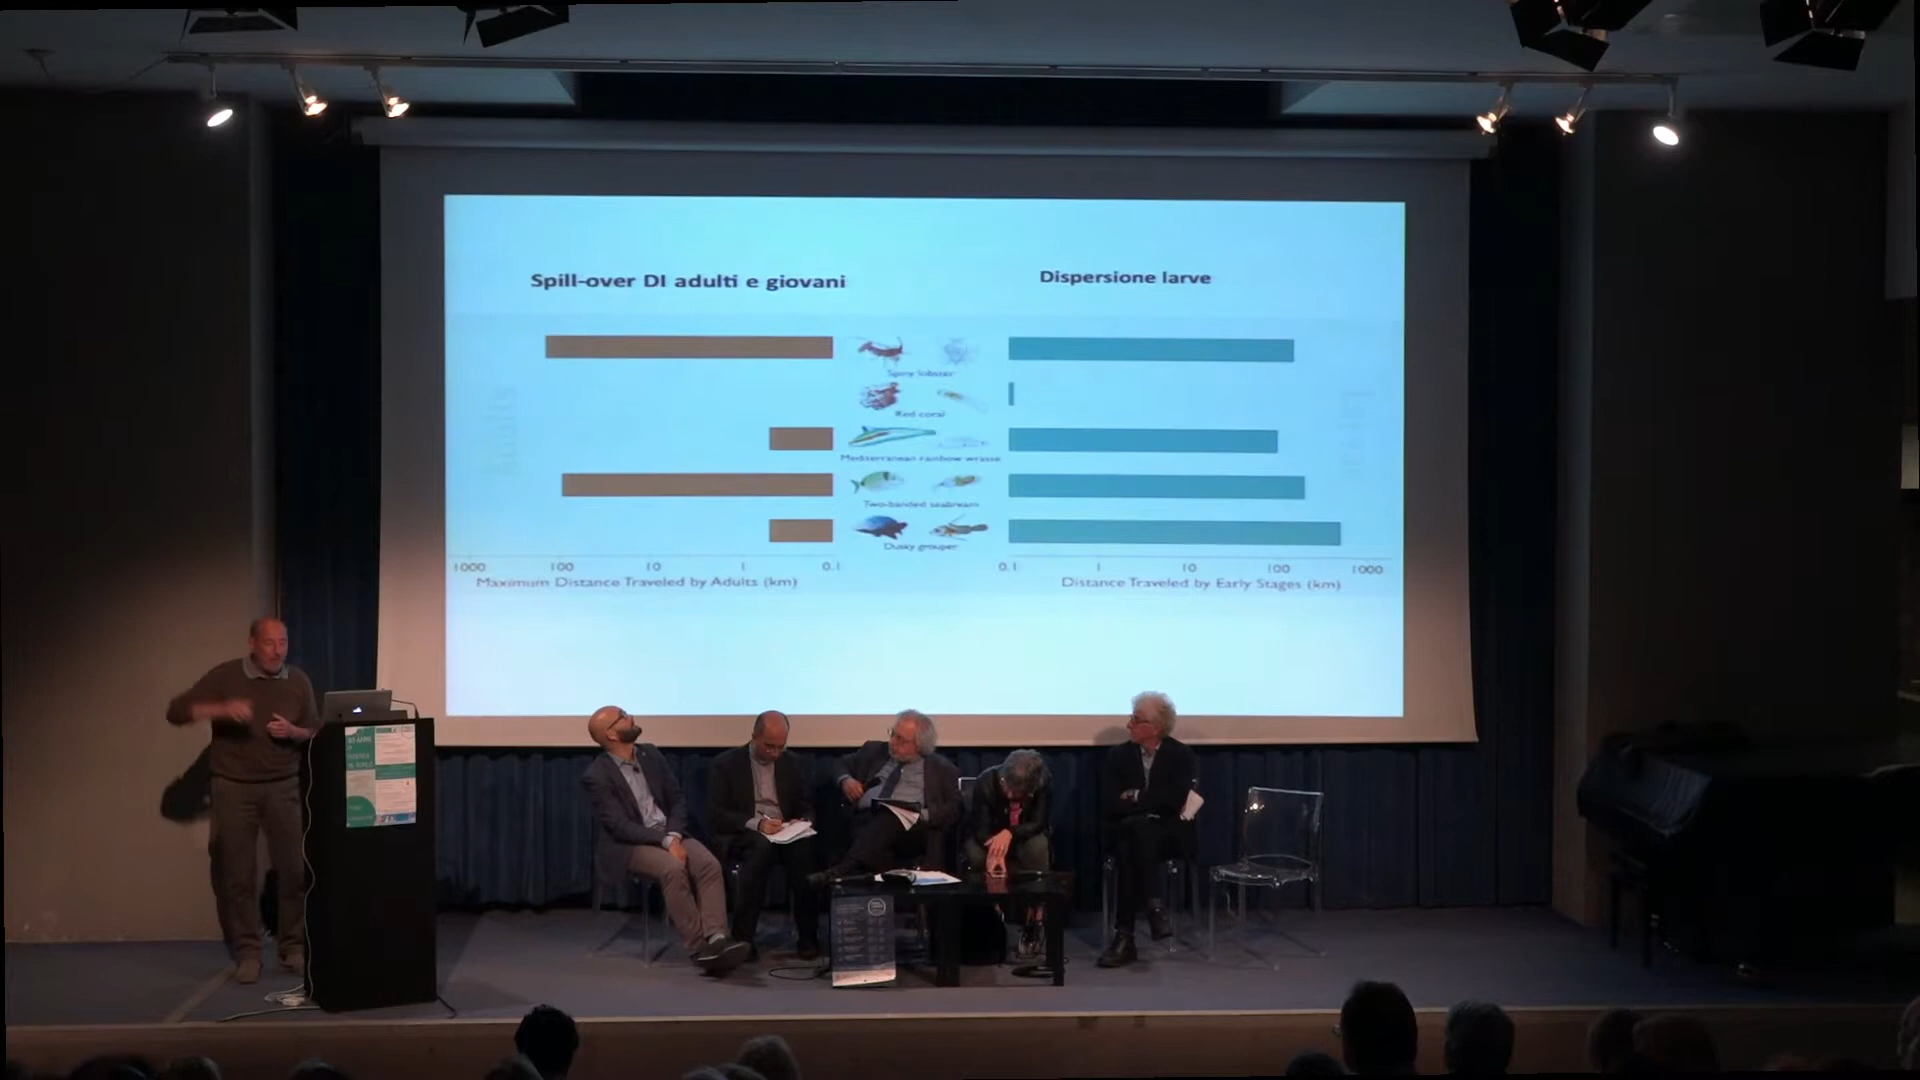 Spill-over DI adulti e giovani
Dispersione larve
Spiny lobster
Red coral
Mediterranean rainbow wrasse
Two-banded seabream
Dusky grouper
1000 100 10 1 0.1
0.1 1 10 100 1000
Maximum Distance Traveled by Adults (km)
Distance Traveled by Early Stages (km)